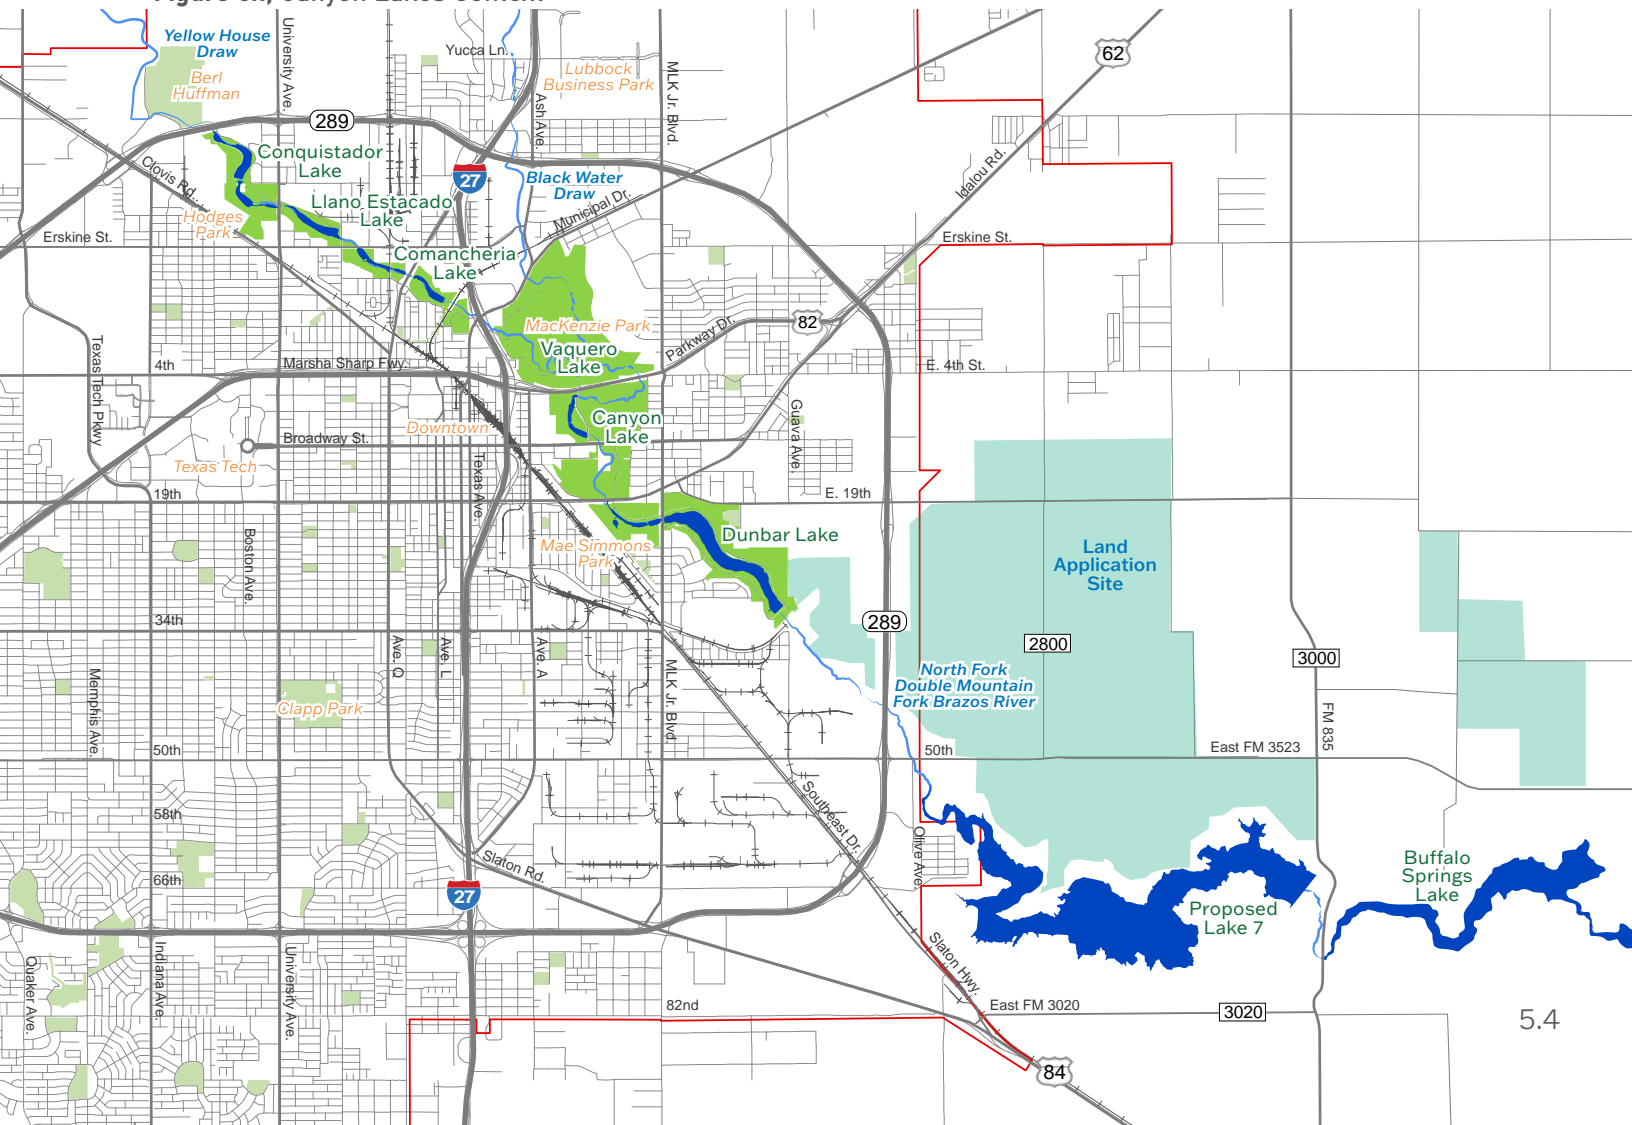 Yellow House
Draw
Berl
Huffman
University Ave.
Yucca Ln.
Lubbock
Business Park
MLK Jr. Blvd.
62
289
Ash Ave.
Conquistador
Lake
Clovis Rd.
27
Black Water
Draw
Idalou Rd.
Llano Estacado
Lake
Municipal Dr.
Hodges
Park
Erskine St.
Erskine St.
Comancheria
Lake
MacKenzie Park
82
Parkway Dr.
Vaquero
Lake
Texas Tech Pkwy
4th
Marsha Sharp Fwy.
E. 4th St.
Guava Ave.
Canyon
Lake
Downtown
Broadway St.
Texas Tech
Texas Ave.
19th
E. 19th
Dunbar Lake
Mae Simmons
Park
Boston Ave.
Land
Application
Site
34th
289
2800
3000
Ave. Q
Ave. L
Ave. A
MLK Jr. Blvd.
Memphis Ave.
North Fork
Double Mountain
Fork Brazos River
Clapp Park
FM 835
50th
50th
East FM 3523
58th
Southeast Dr.
Olive Ave.
Slaton Rd.
66th
27
Buffalo
Springs
Lake
Proposed
Lake 7
Quaker Ave.
Indiana Ave.
University Ave.
Slaton Hwy.
82nd
East FM 3020
3020
5.4
84